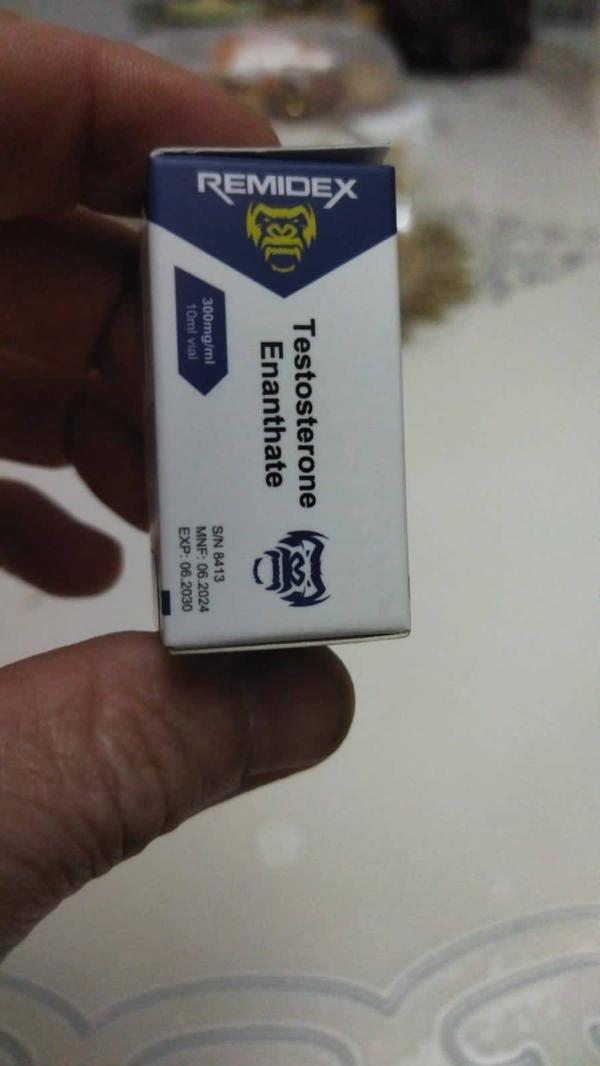 REMIDEX
300mg/ml
10ml vial
Testosterone
Enanthate
S/N 8413
MNF: 06.2024
EXP: 06.2030